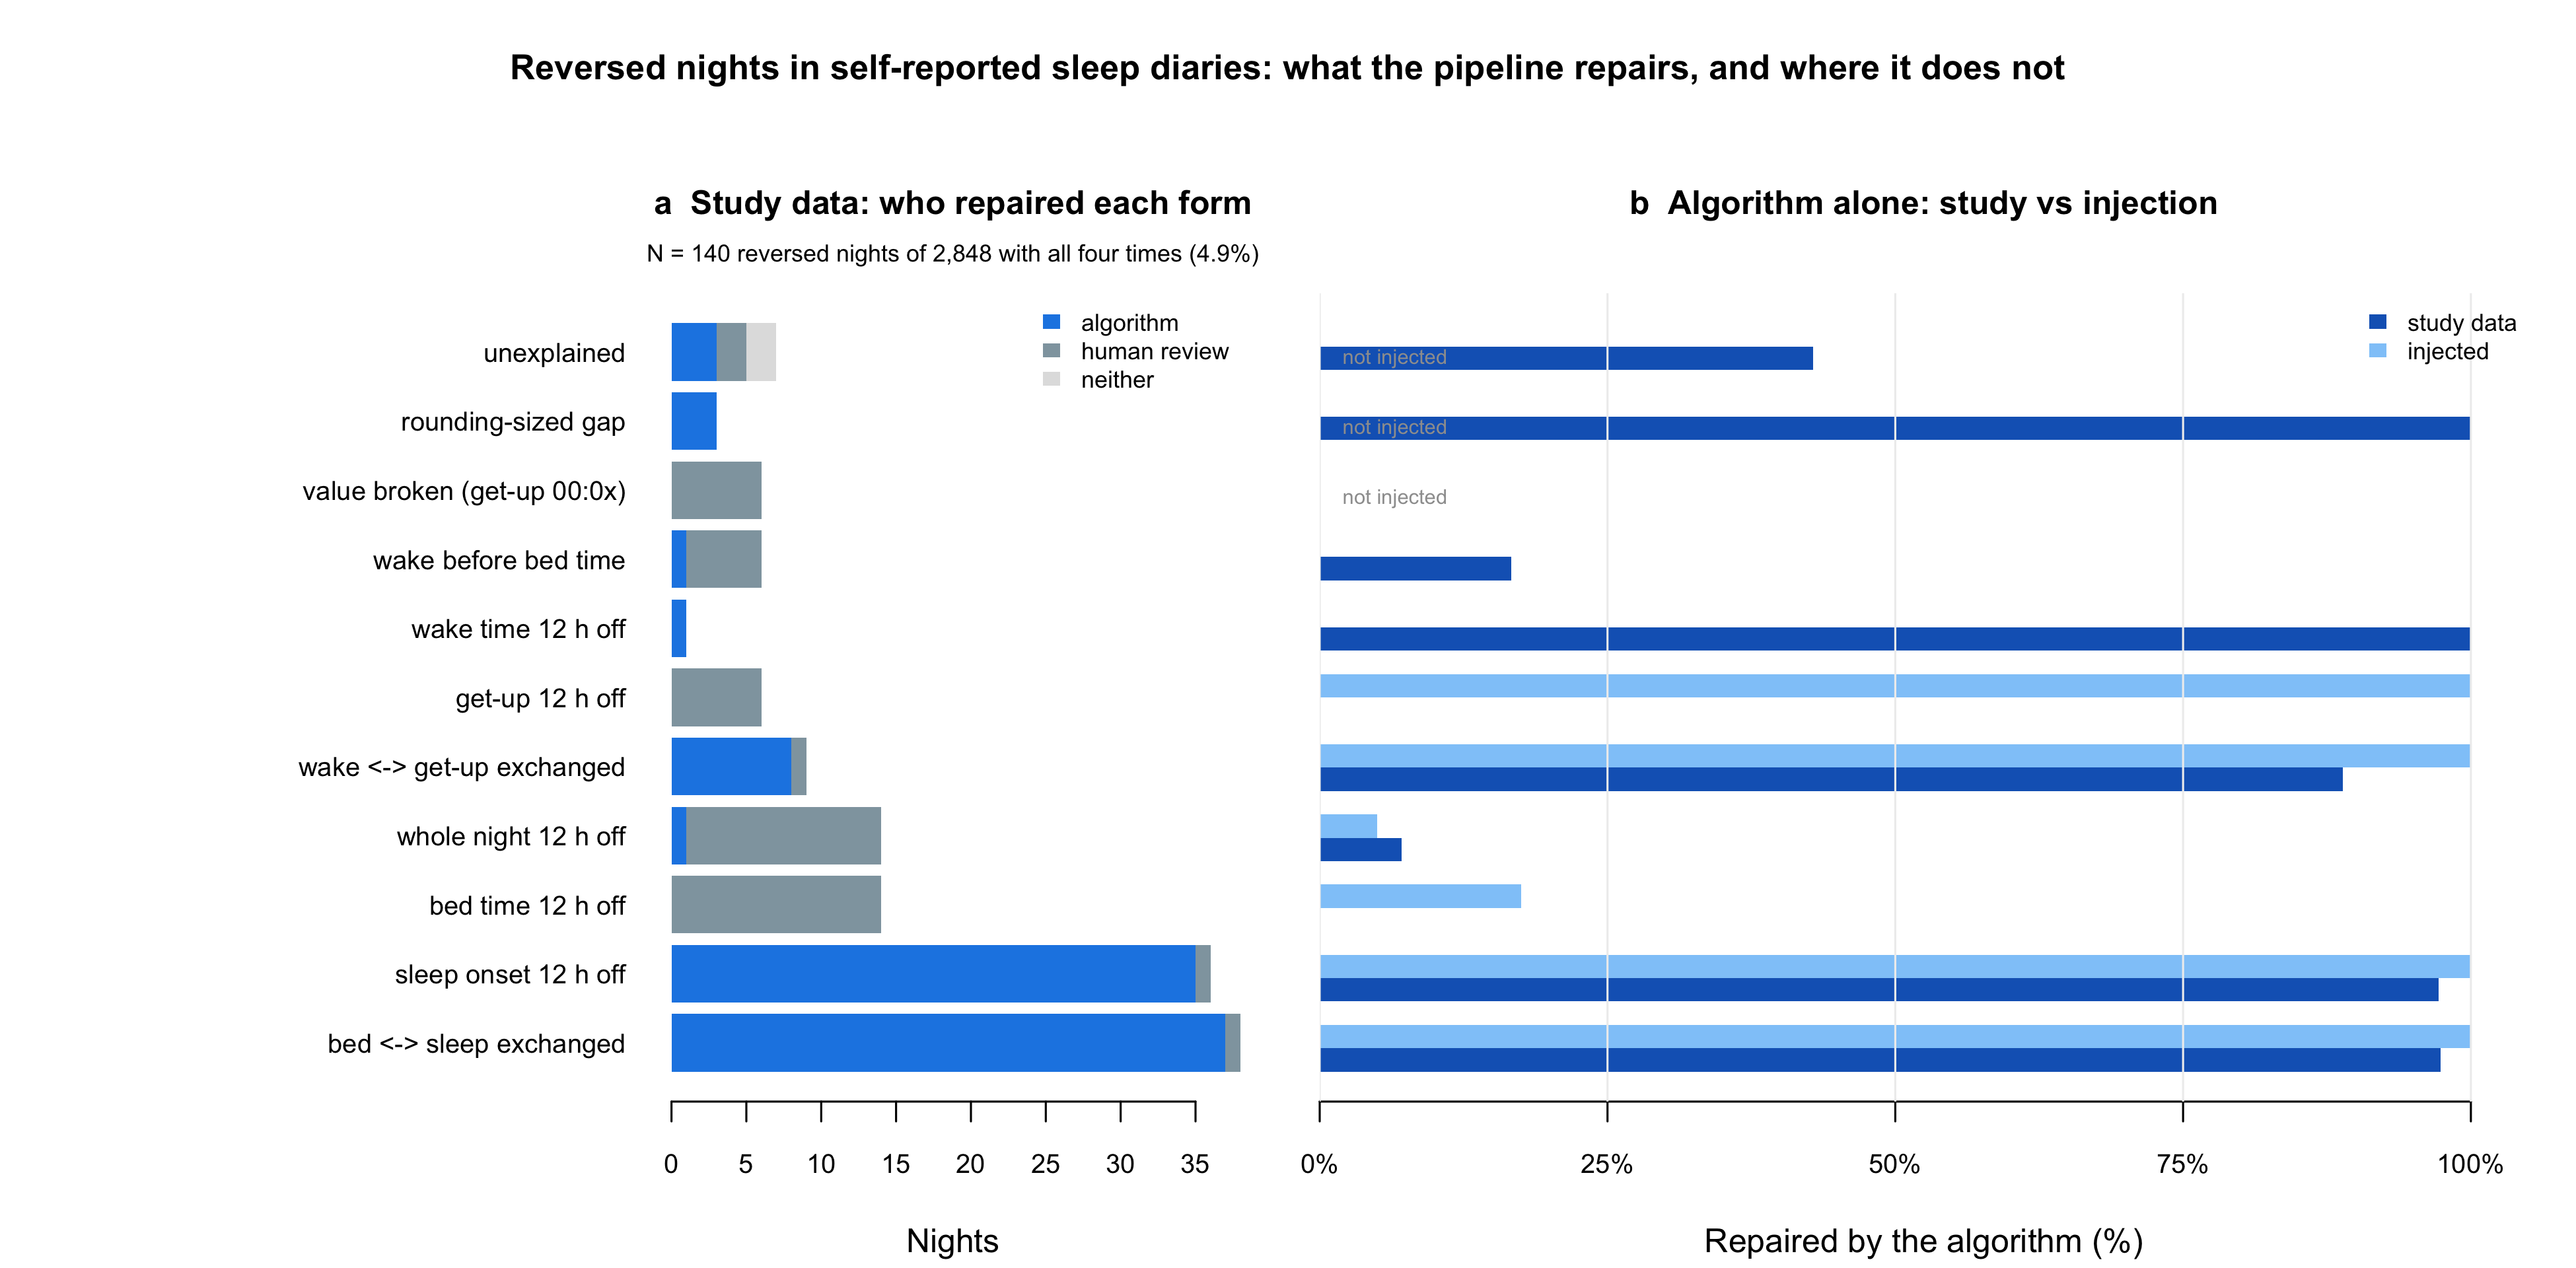 Reversed nights in self-reported sleep diaries: what the pipeline repairs, and where it does not
a Study data: who repaired each form
N = 140 reversed nights of 2,848 with all four times (4.9%)
algorithm
human review
neither
unexplained
rounding-sized gap
value broken (get-up 00:0x)
wake before bed time
wake time 12 h off
get-up 12 h off
wake <-> get-up exchanged
whole night 12 h off
bed time 12 h off
sleep onset 12 h off
bed <-> sleep exchanged
0 5 10 15 20 25 30 35
Nights
b Algorithm alone: study vs injection
study data
injected
not injected
not injected
not injected
0% 25% 50% 75% 100%
Repaired by the algorithm (%)